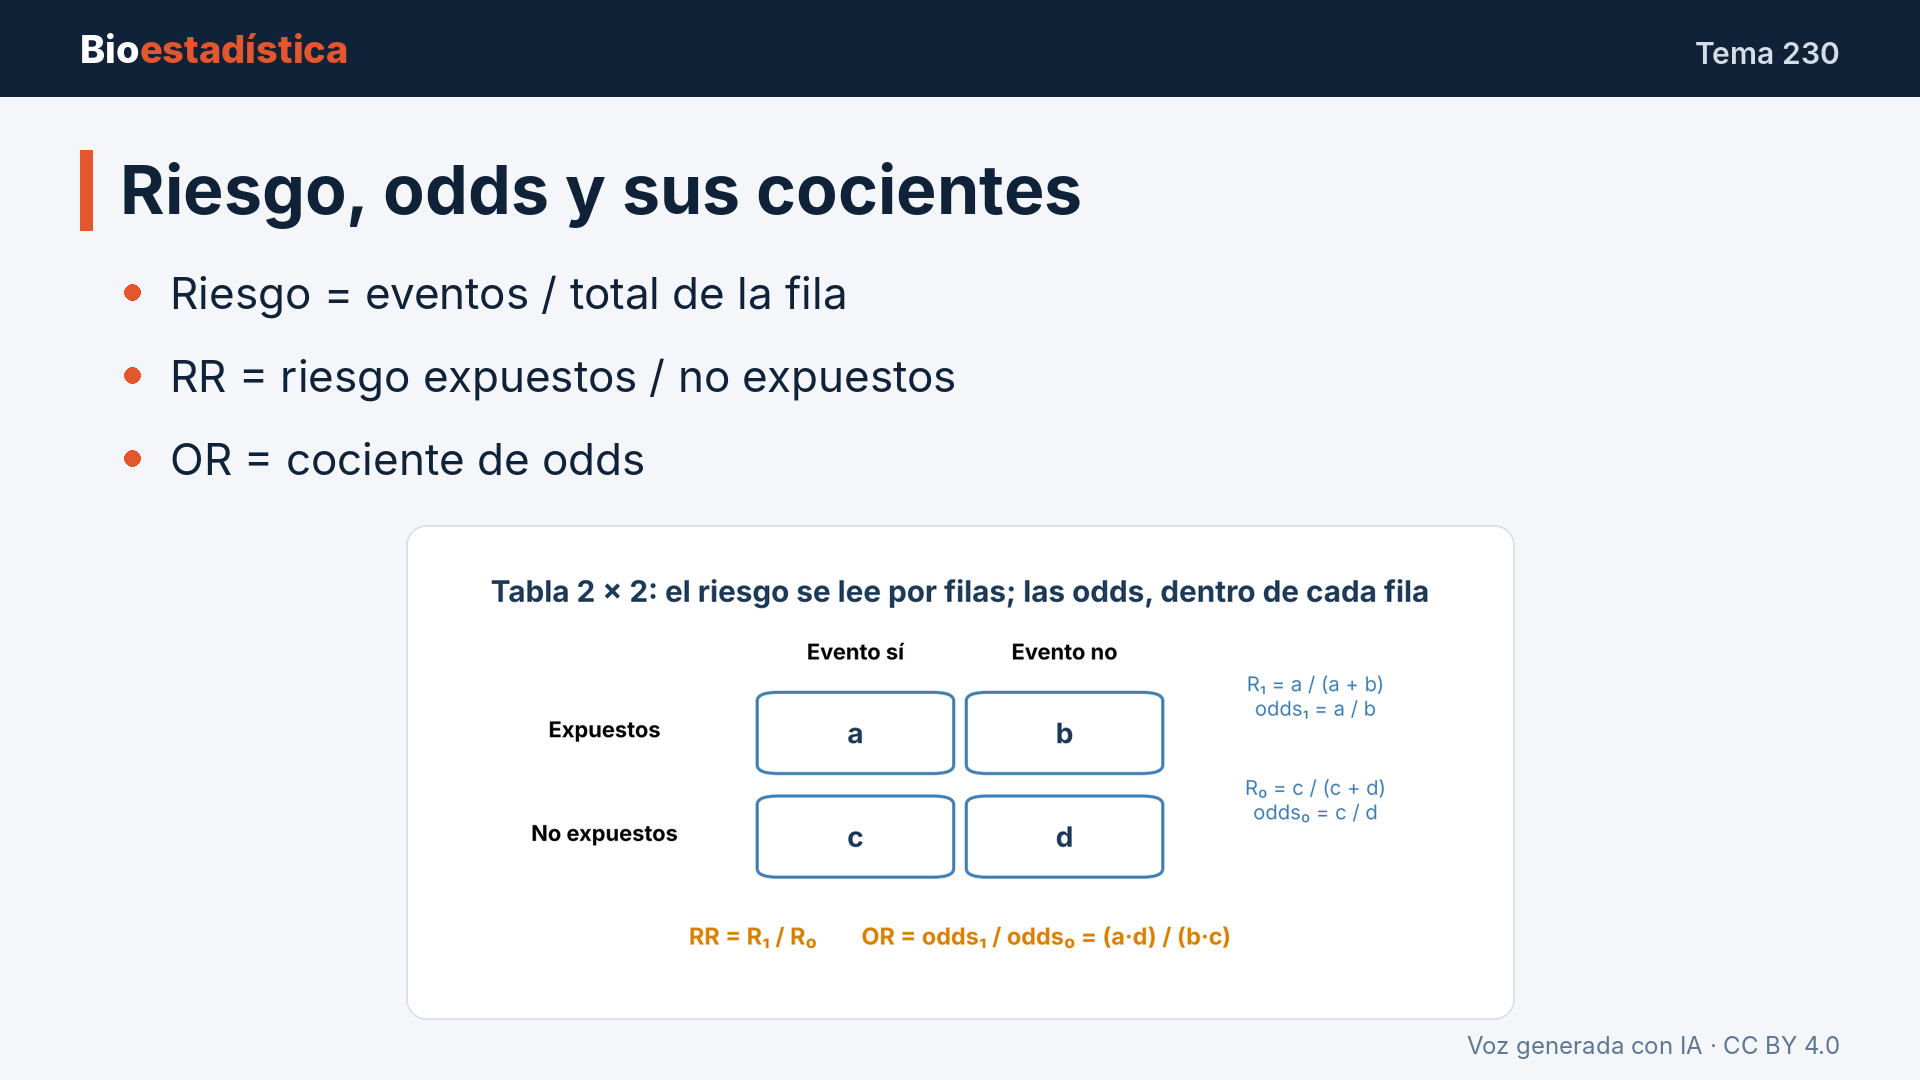 Bioestadística
Tema 230
Riesgo, odds y sus cocientes
• Riesgo = eventos / total de la fila
• RR = riesgo expuestos / no expuestos
• OR = cociente de odds
Tabla 2 × 2: el riesgo se lee por filas; las odds, dentro de cada fila
Evento sí
Evento no
Expuestos
a
b
R₁ = a / (a + b)
odds₁ = a / b
No expuestos
c
d
R₀ = c / (c + d)
odds₀ = c / d
RR = R₁ / R₀
OR = odds₁ / odds₀ = (a·d) / (b·c)
Voz generada con IA · CC BY 4.0